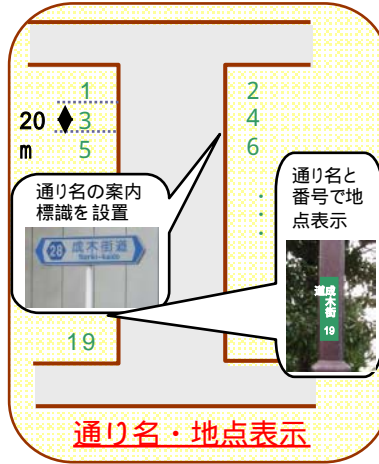 1
20
3
m
5
2
4
6
・
・
・
通り名の案内
標識を設置
28 成木街道
Nariki-kaido
通り名と
番号で地
点表示
成木街道
19
19
通り名・地点表示